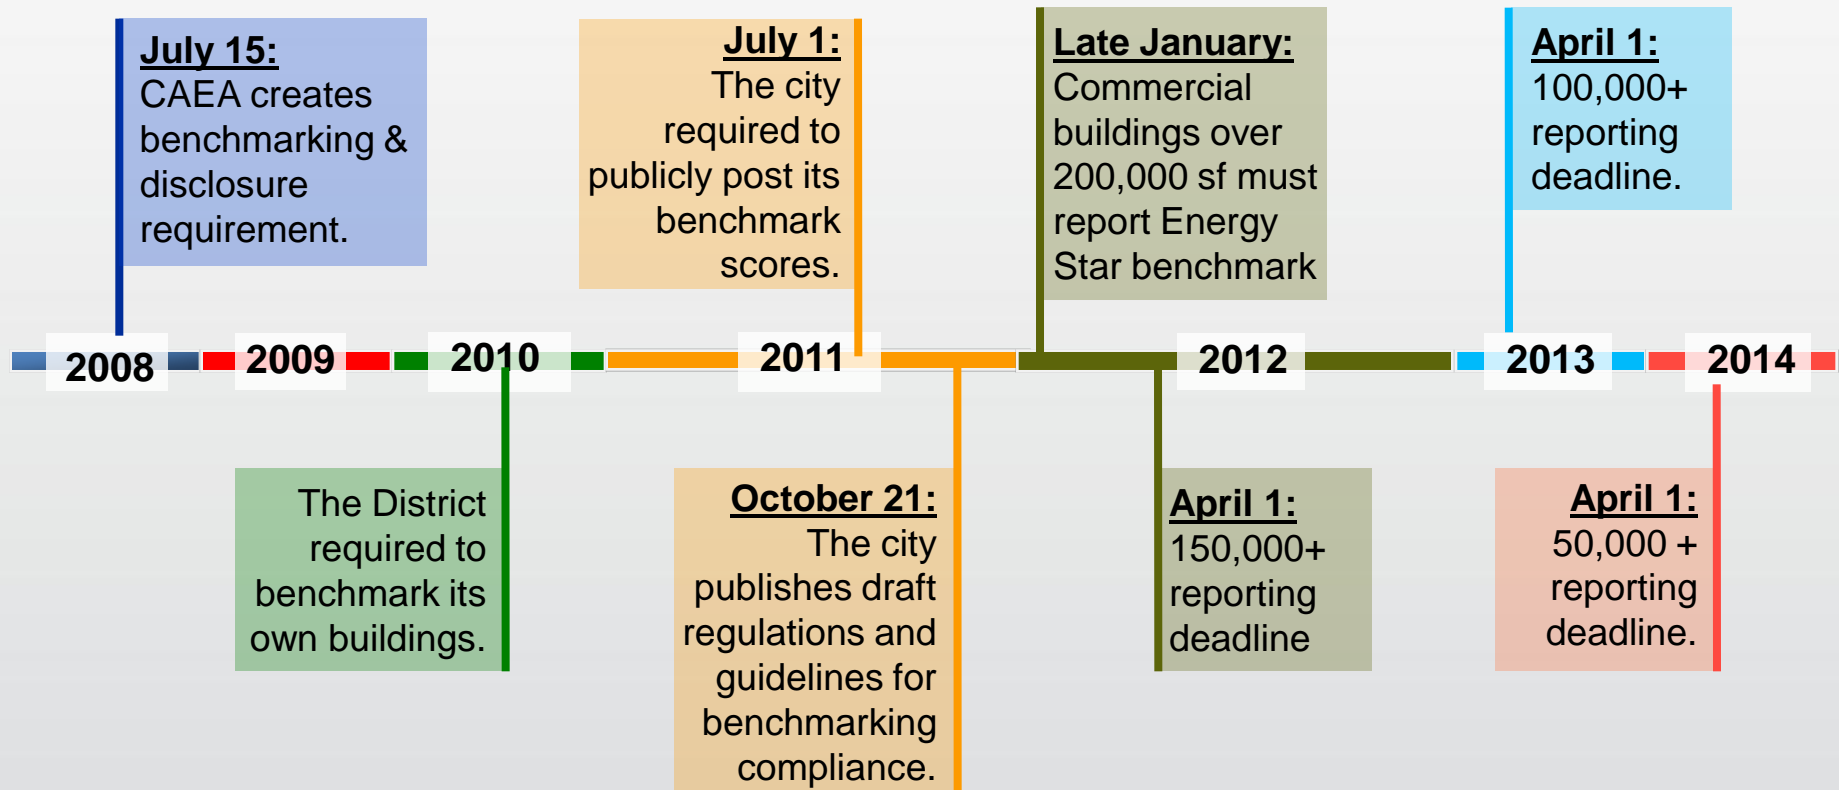 July 15:
CAEA creates
benchmarking &
disclosure
requirement.
July 1:
The city
required to
publicly post its
benchmark
scores.
Late January:
Commercial
buildings over
200,000 sf must
report Energy
Star benchmark
April 1:
100,000+
reporting
deadline.
2008
2009
2010
2011
2012
2013
2014
The District
required to
benchmark its
own buildings.
October 21:
The city
publishes draft
regulations and
guidelines for
benchmarking
compliance.
April 1:
150,000+
reporting
deadline
April 1:
50,000 +
reporting
deadline.